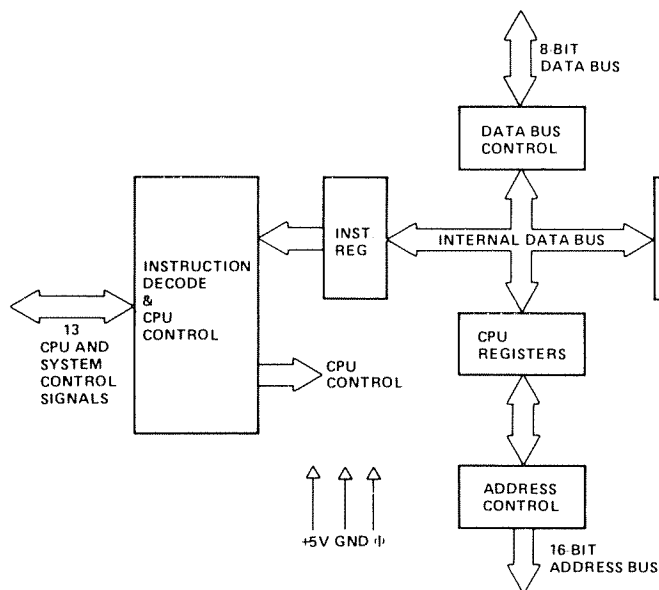 8-BIT
DATA BUS
DATA BUS
CONTROL
INST.
REG
INTERNAL DATA BUS
INSTRUCTION
DECODE
&
CPU
CONTROL
13
CPU AND
SYSTEM
CONTROL
SIGNALS
CPU
REGISTERS
CPU
CONTROL
ADDRESS
CONTROL
+5V GND Φ
16-BIT
ADDRESS BUS